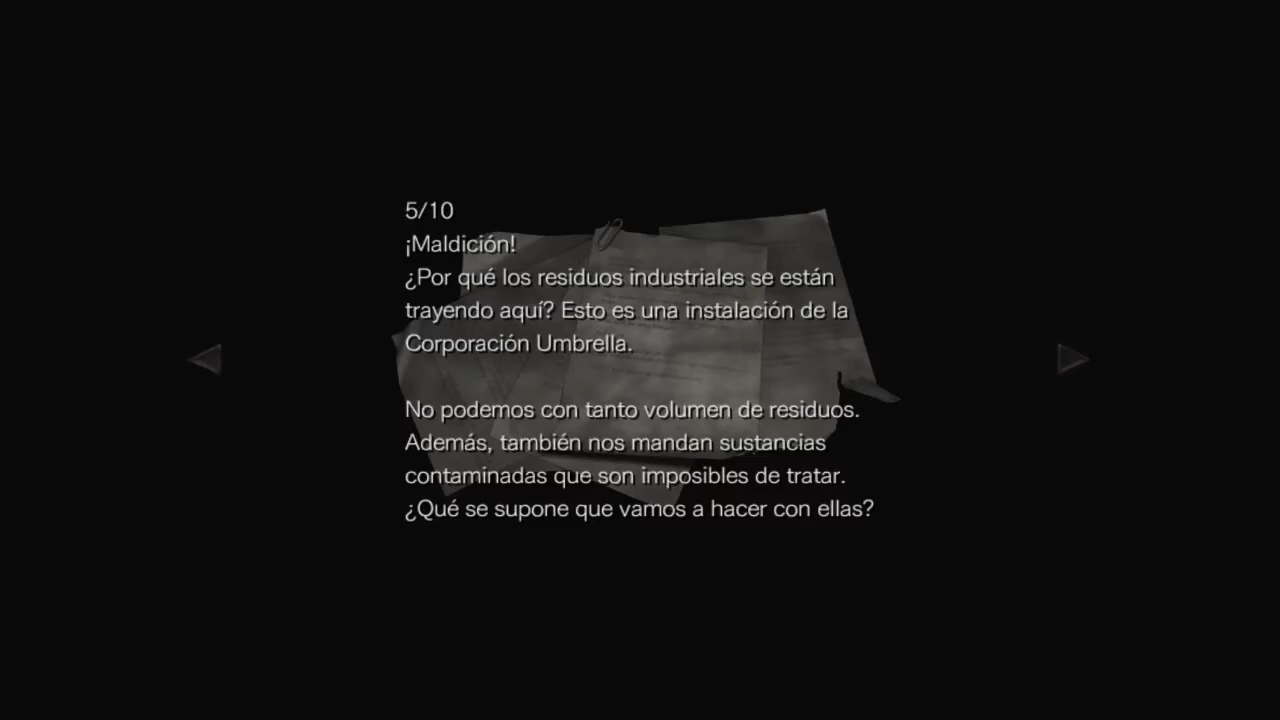 5/10
¡Maldición!
¿Por qué los residuos industriales se están
trayendo aquí? Esto es una instalación de la
Corporación Umbrella.
No podemos con tanto volumen de residuos.
Además, también nos mandan sustancias
contaminadas que son imposibles de tratar.
¿Qué se supone que vamos a hacer con ellas?